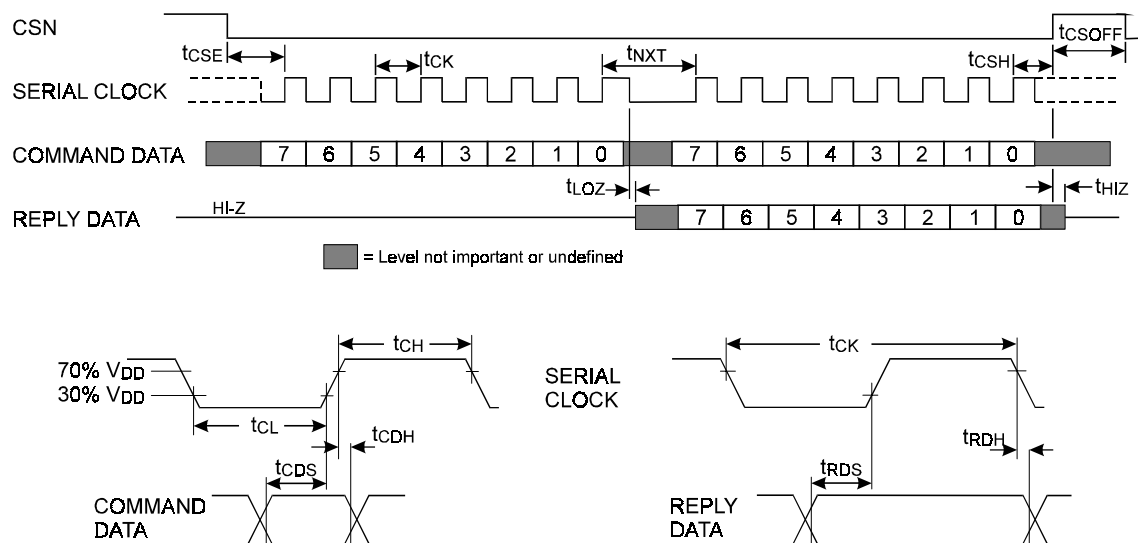 CSN
tCSOFF
tCSE
tCK
tNXT
tCSH
SERIAL CLOCK
COMMAND DATA
7 6 5 4 3 2 1 0 7 6 5 4 3 2 1 0
tLOZ
tHIZ
REPLY DATA
HI-Z
7 6 5 4 3 2 1 0
= Level not important or undefined
tCH
70% VDD
30% VDD
tCL
tCDH
tCDS
COMMAND
DATA
SERIAL
CLOCK
tCK
tRDH
tRDS
REPLY
DATA